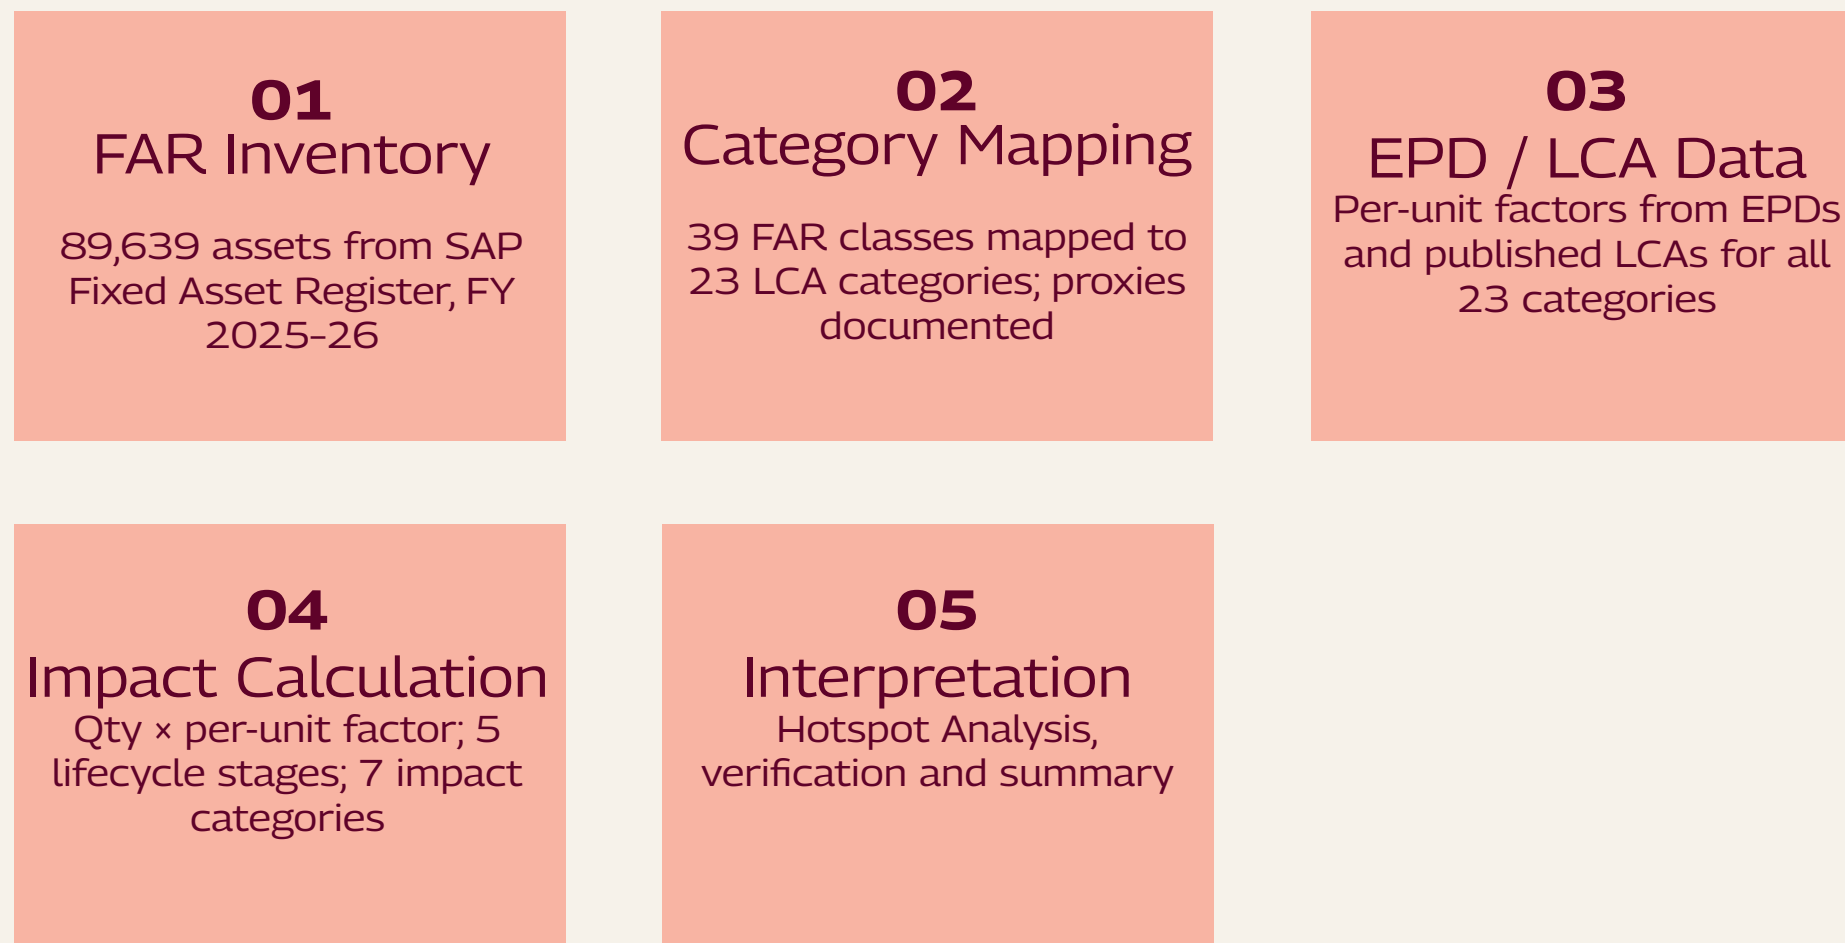 01
FAR Inventory
89,639 assets from SAP
Fixed Asset Register, FY
2025–26
02
Category Mapping
39 FAR classes mapped to
23 LCA categories; proxies
documented
03
EPD / LCA Data
Per-unit factors from EPDs
and published LCAs for all
23 categories
04
Impact Calculation
Qty × per-unit factor; 5
lifecycle stages; 7 impact
categories
05
Interpretation
Hotspot Analysis,
verification and summary